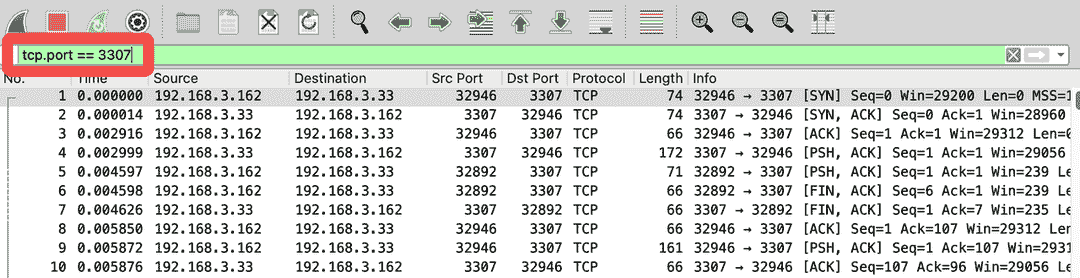 tcp.port == 3307
No. Time Source Destination Src Port Dst Port Protocol Length Info
1 0.000000 192.168.3.162 192.168.3.33 32946 3307 TCP 74 32946 → 3307 [SYN] Seq=0 Win=29200 Len=0 MSS=1
2 0.000014 192.168.3.33 192.168.3.162 3307 32946 TCP 74 3307 → 32946 [SYN, ACK] Seq=0 Ack=1 Win=28960
3 0.002916 192.168.3.162 192.168.3.33 32946 3307 TCP 66 32946 → 3307 [ACK] Seq=1 Ack=1 Win=29312 Len=0
4 0.002999 192.168.3.33 192.168.3.162 3307 32946 TCP 172 3307 → 32946 [PSH, ACK] Seq=1 Ack=1 Win=29056
5 0.004597 192.168.3.162 192.168.3.33 32892 3307 TCP 71 32892 → 3307 [PSH, ACK] Seq=1 Ack=1 Win=239 Le
6 0.004598 192.168.3.162 192.168.3.33 32892 3307 TCP 66 32892 → 3307 [FIN, ACK] Seq=6 Ack=1 Win=239 Le
7 0.004626 192.168.3.33 192.168.3.162 3307 32892 TCP 66 3307 → 32892 [FIN, ACK] Seq=1 Ack=7 Win=235 Le
8 0.005850 192.168.3.162 192.168.3.33 32946 3307 TCP 66 32946 → 3307 [ACK] Seq=1 Ack=107 Win=29312 Len
9 0.005872 192.168.3.162 192.168.3.33 32946 3307 TCP 161 32946 → 3307 [PSH, ACK] Seq=1 Ack=107 Win=2931
10 0.005876 192.168.3.33 192.168.3.162 3307 32946 TCP 66 3307 → 32946 [ACK] Seq=107 Ack=96 Win=29056 Le